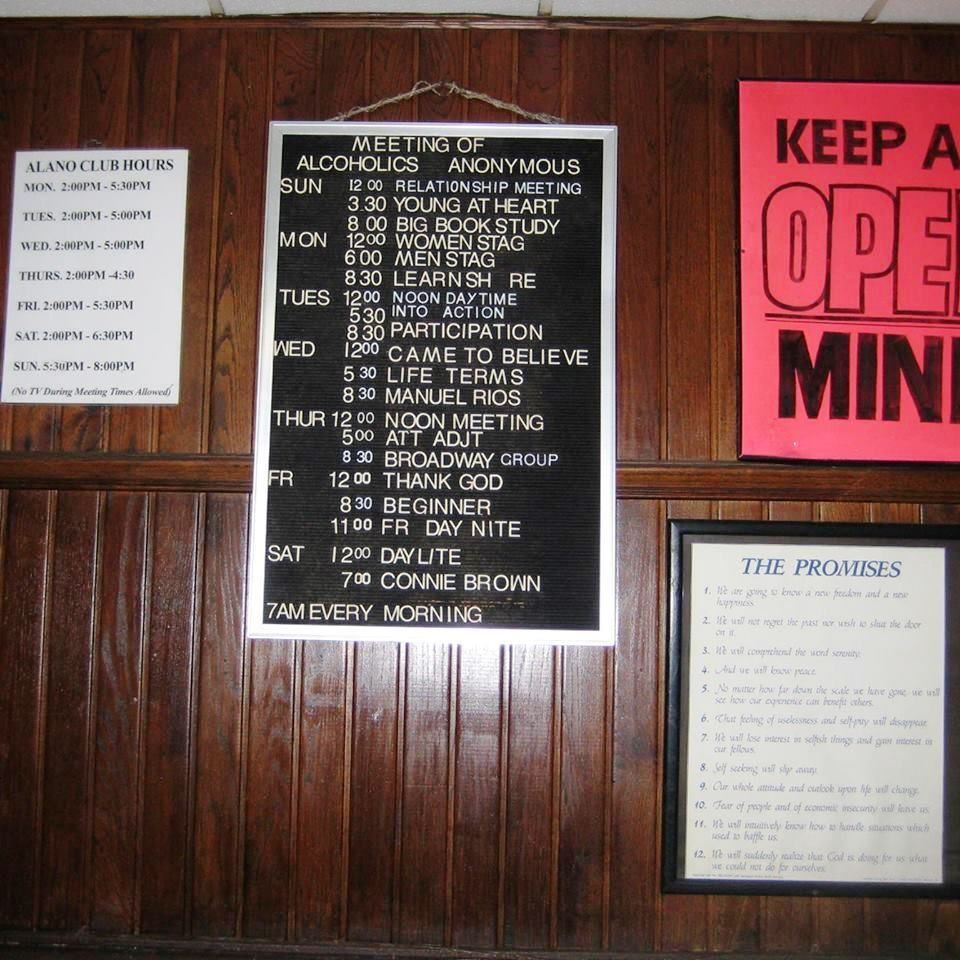 ALANO CLUB HOURS
MON. 2:00PM - 5:30PM
TUES. 2:00PM - 5:00PM
WED. 2:00PM - 5:00PM
THURS. 2:00PM -4:30
FRI. 2:00PM - 5:30PM
SAT. 2:00PM - 6:30PM
SUN. 5:30PM - 8:00PM
(No TV During Meeting Times Allowed)
MEETING OF
ALCOHOLICS ANONYMOUS
SUN 12 00 RELATIONSHIP MEETING
3.30 YOUNG AT HEART
8 00 BIG BOOK STUDY
MON 1200 WOMEN STAG
6 00 MEN STAG
8 30 LEARN SH RE
TUES 12 00 NOON DAYTIME
5 30 INTO ACTION
8 30 PARTICIPATION
WED 12 00 CAME TO BELIEVE
5 30 LIFE TERMS
8 30 MANUEL RIOS
THUR 12 00 NOON MEETING
5 00 ATT ADJT
8 30 BROADWAY GROUP
FR 12 00 THANK GOD
8 30 BEGINNER
11 00 FR DAY NITE
SAT 12 00 DAYLITE
7 00 CONNIE BROWN
7AM EVERY MORNING
KEEP A
OPE
MIN
THE PROMISES
1. We are going to know a new freedom and a new
happiness.
2. We will not regret the past nor wish to shut the door
on it.
3. We will comprehend the word serenity.
4. And we will know peace.
5. No matter how far down the scale we have gone, we will
see how our experience can benefit others.
6. That feeling of uselessness and self-pity will disappear.
7. We will lose interest in selfish things and gain interest in
our fellows.
8. Self seeking will slip away.
9. Our whole attitude and outlook upon life will change.
10. Fear of people and of economic insecurity will leave us.
11. We will intuitively know how to handle situations which
used to baffle us.
12. We will suddenly realize that God is doing for us what
we could not do for ourselves.